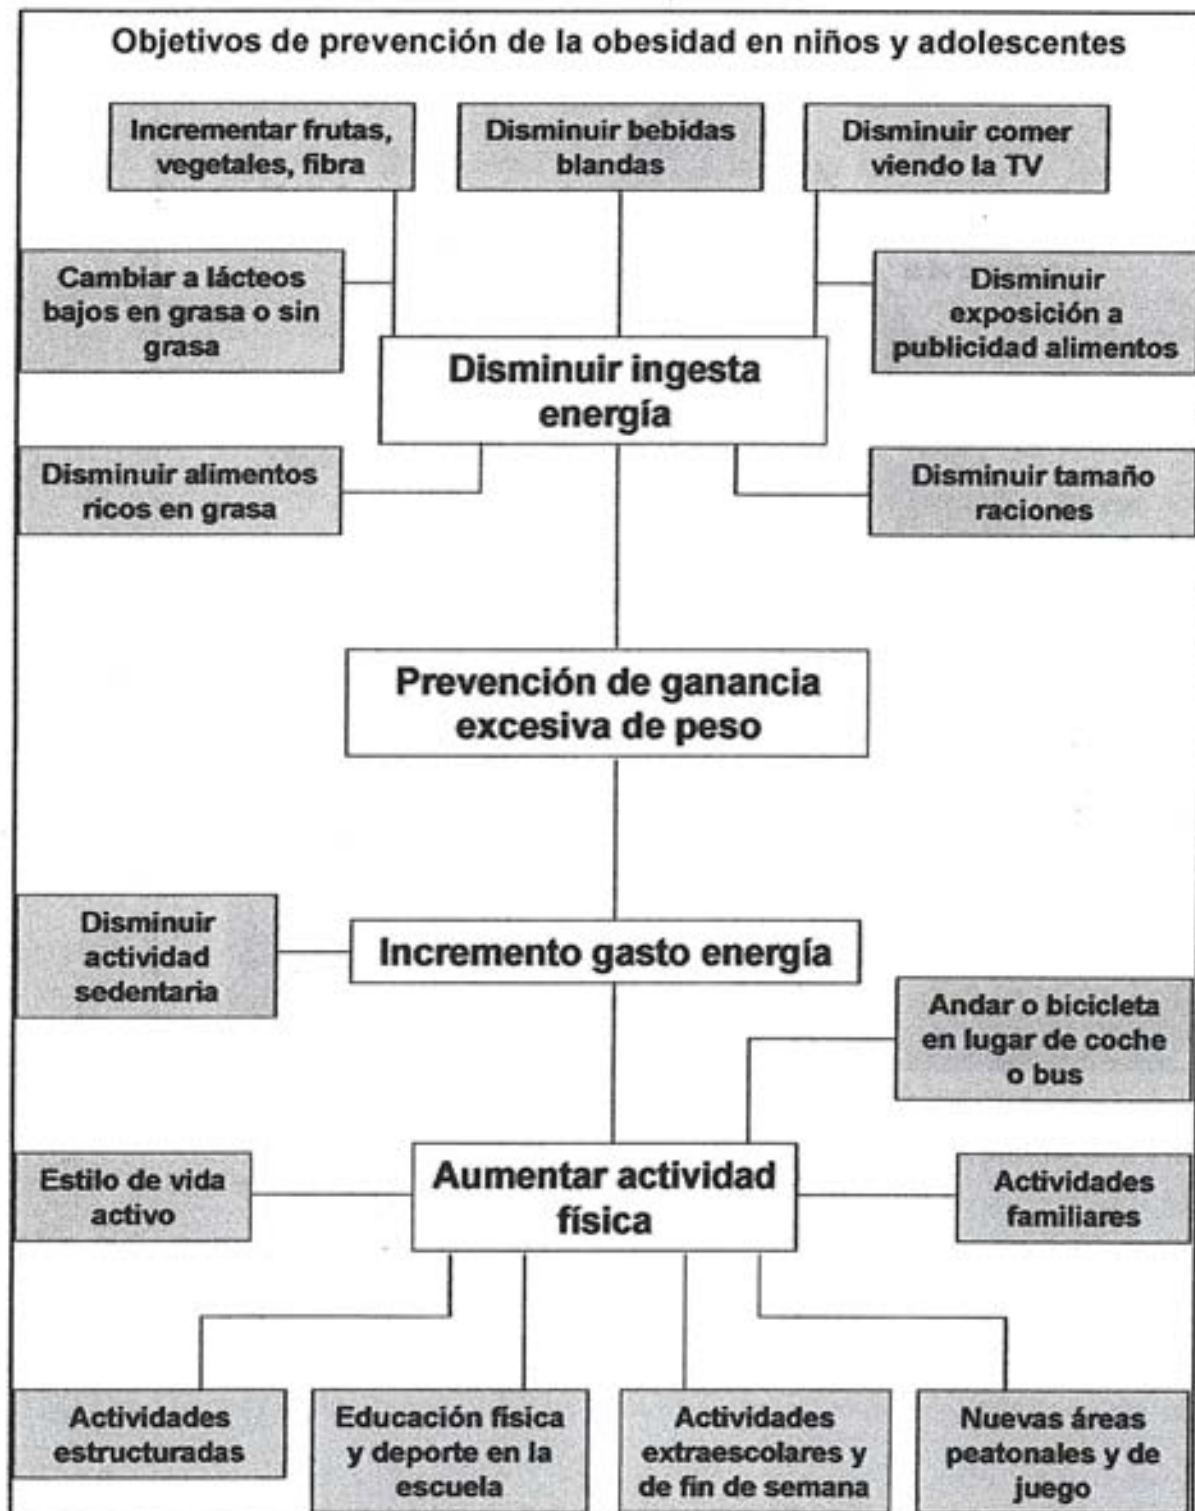 Objetivos de prevención de la obesidad en niños y adolescentes
Incrementar frutas,
vegetales, fibra
Disminuir bebidas
blandas
Disminuir comer
viendo la TV
Cambiar a lácteos
bajos en grasa o sin
grasa
Disminuir
exposición a
publicidad alimentos
Disminuir ingesta
energía
Disminuir alimentos
ricos en grasa
Disminuir tamaño
raciones
Prevención de ganancia
excesiva de peso
Disminuir
actividad
sedentaria
Incremento gasto energía
Andar o bicicleta
en lugar de coche
o bus
Estilo de vida
activo
Aumentar actividad
física
Actividades
familiares
Actividades
estructuradas
Educación física
y deporte en la
escuela
Actividades
extraescolares y
de fin de semana
Nuevas áreas
peatonales y de
juego